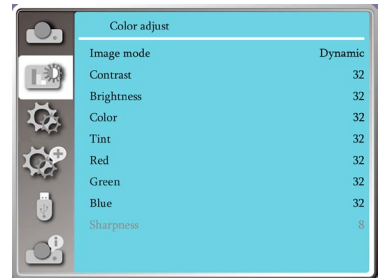 Color adjust
Image mode Dynamic
Contrast 32
Brightness 32
Color 32
Tint 32
Red 32
Green 32
Blue 32
Sharpness 8